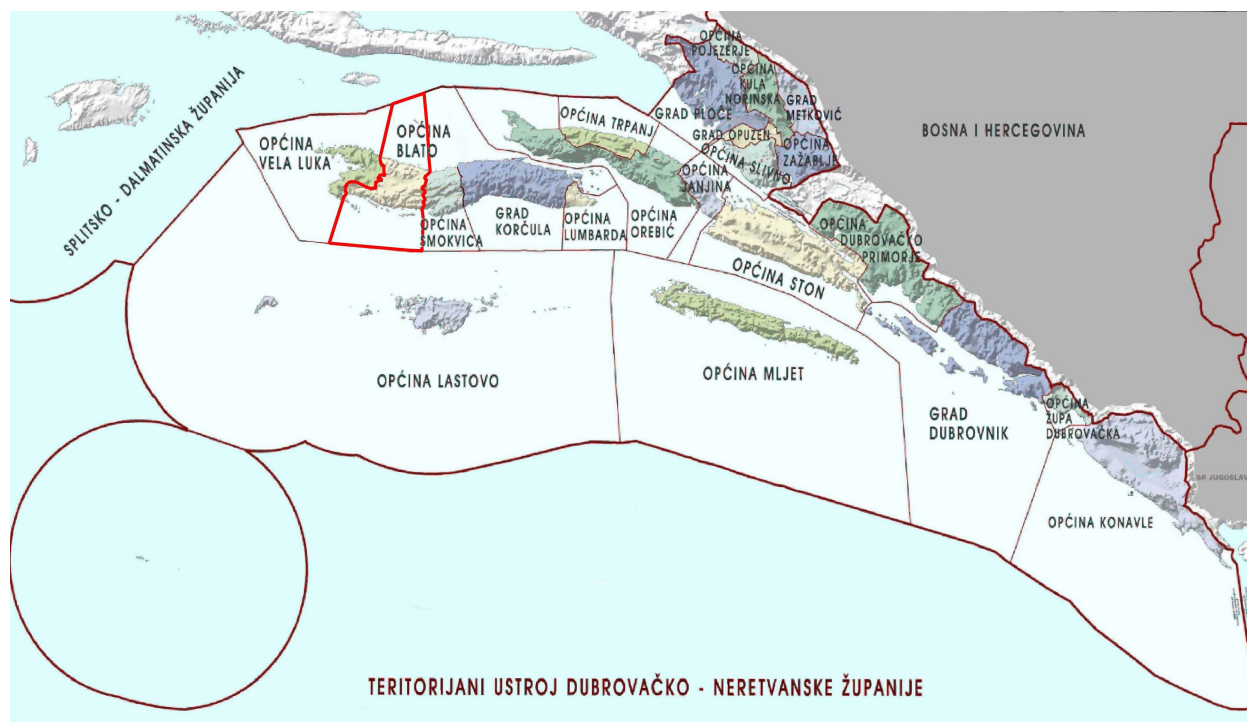 OPĆINA
POJEZERJE
OPĆINA
KULA
NORINSKA
GRAD
METKOVIĆ
GRAD PLOČE
GRAD OPUZEN
OPĆINA
ZAŽABLJE
OPĆINA SLIVNO
BOSNA I HERCEGOVINA
SPLITSKO - DALMATINSKA ŽUPANIJA
OPĆINA
VELA LUKA
OPĆINA
BLATO
OPĆINA TRPANJ
OPĆINA
JANJINA
OPĆINA
SMOKVICA
GRAD
KORČULA
OPĆINA
LUMBARDA
OPĆINA
OREBIĆ
OPĆINA
DUBROVAČKO
PRIMORJE
OPĆINA STON
OPĆINA LASTOVO
OPĆINA MLJET
GRAD
DUBROVNIK
OPĆINA
ŽUPA
DUBROVAČKA
SR JUGOSLAV
OPĆINA KONAVLE
TERITORIJANI USTROJ DUBROVAČKO - NERETVANSKE ŽUPANIJE